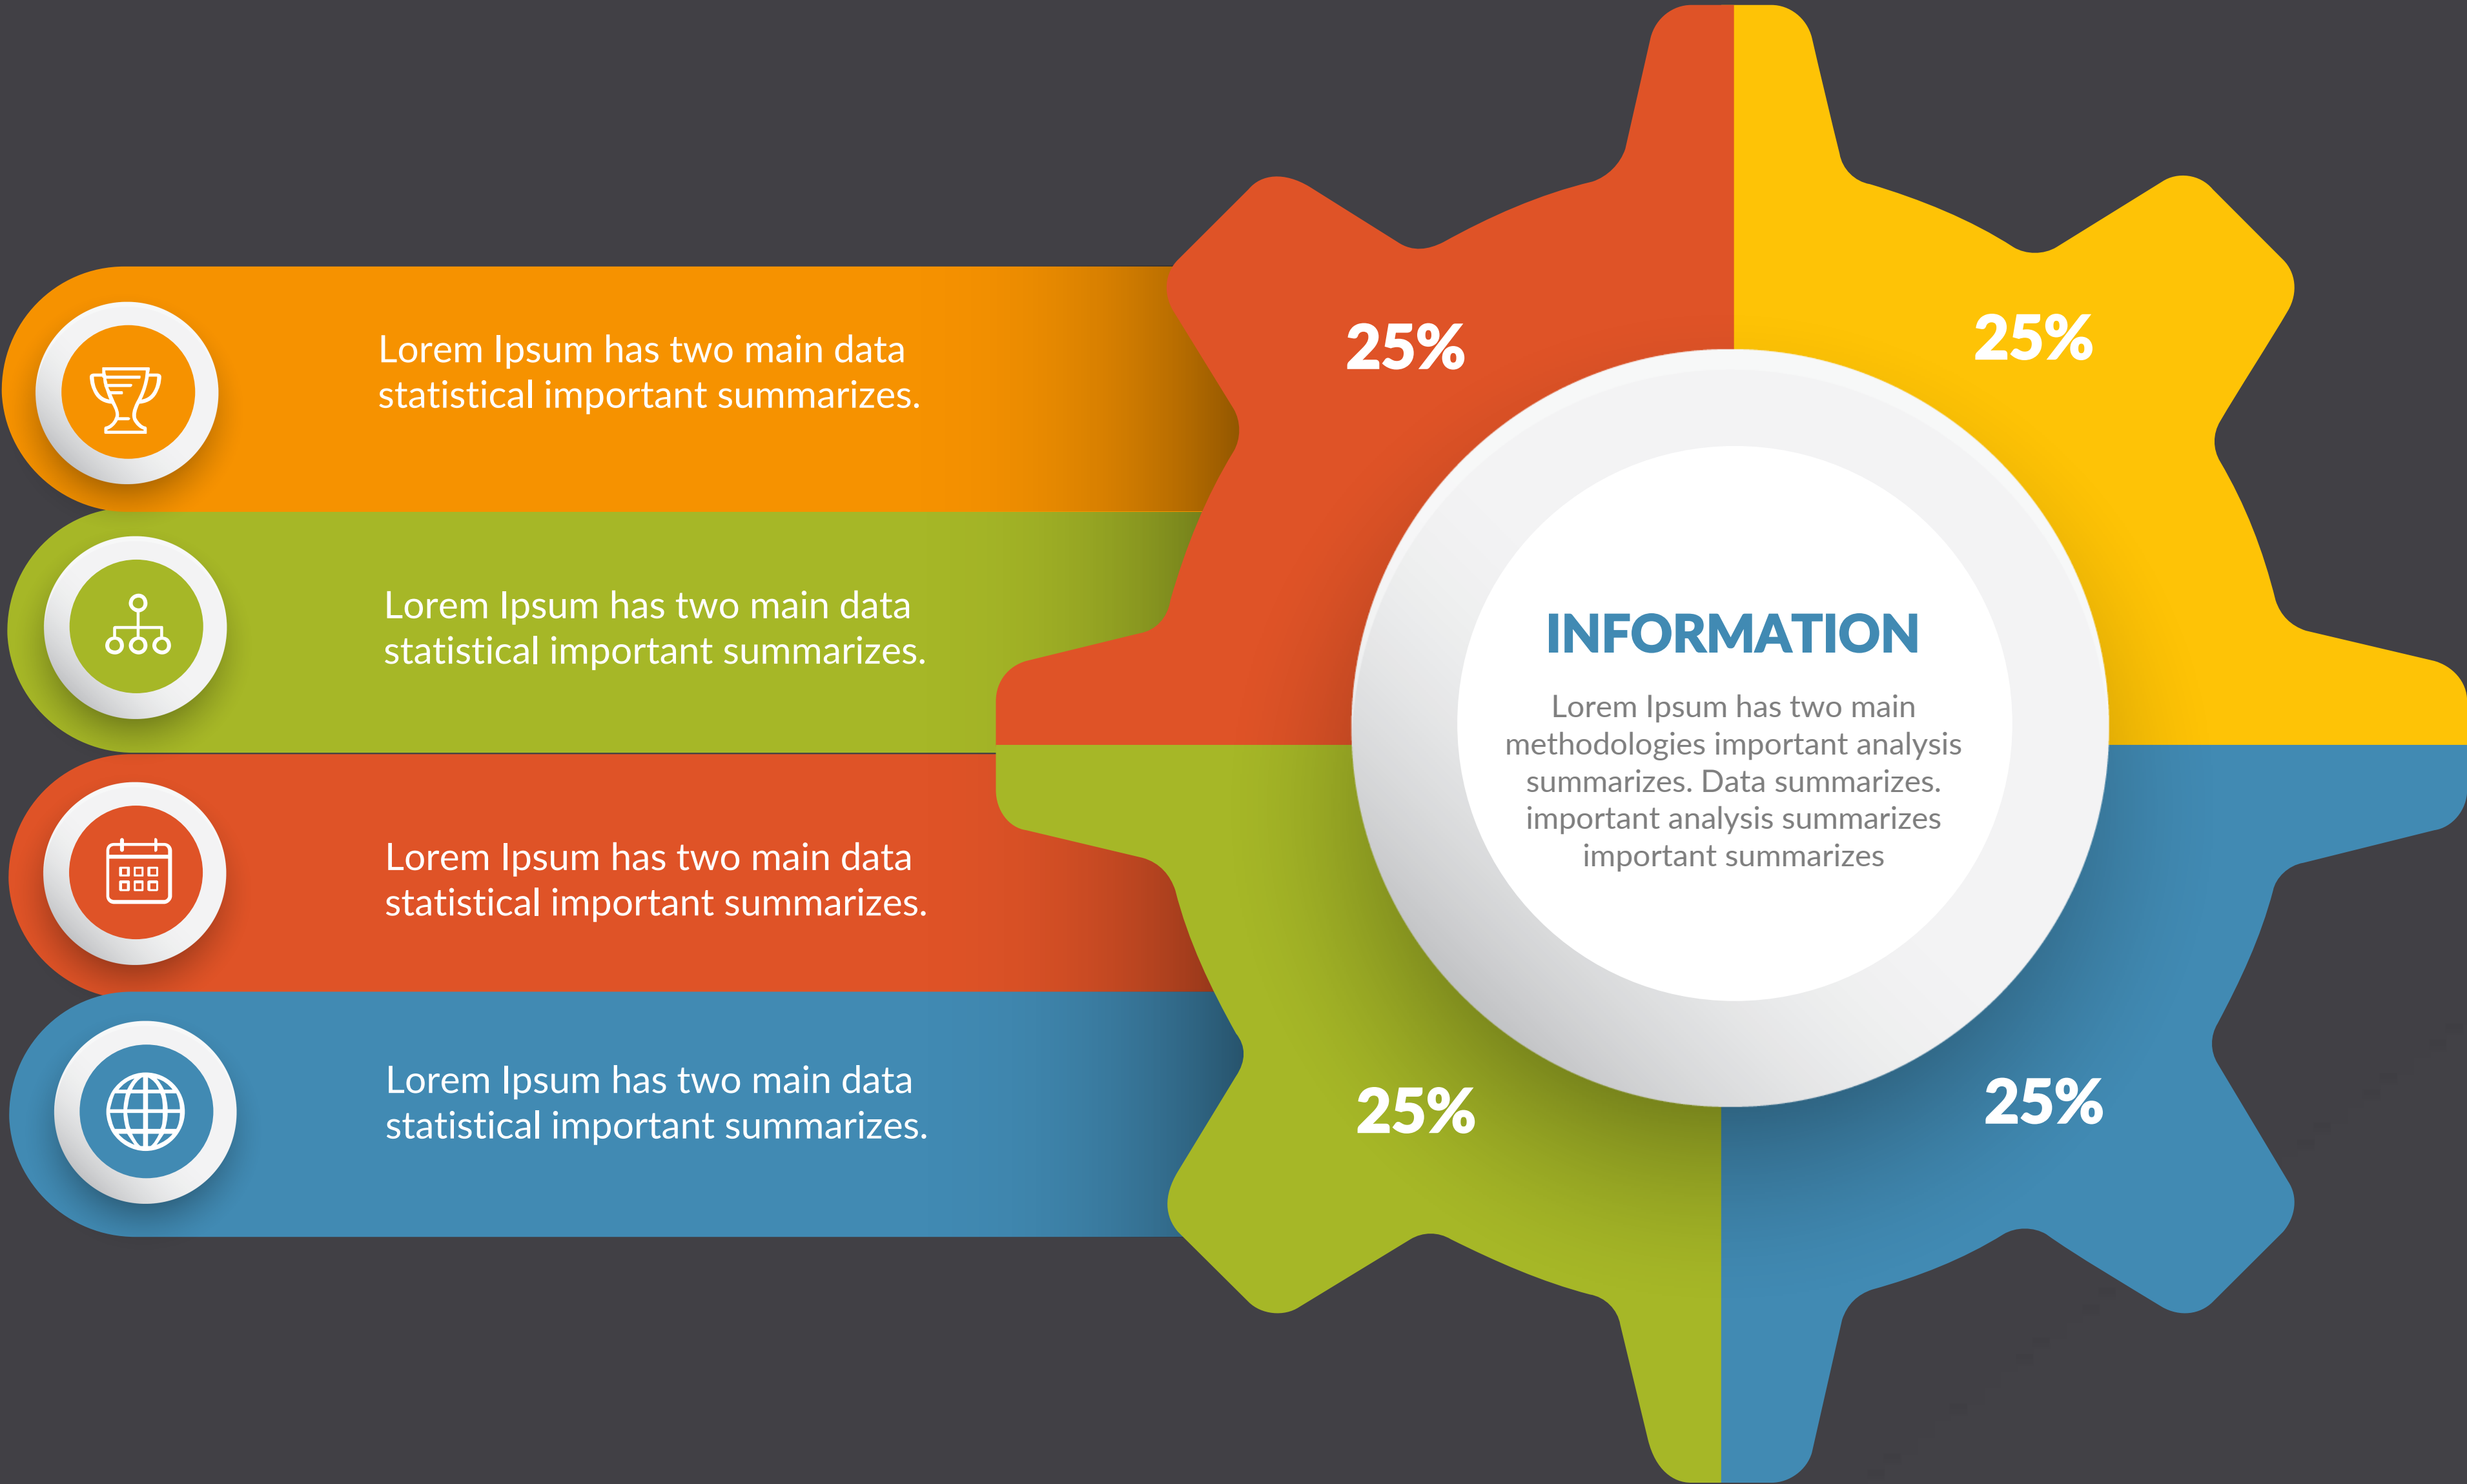 Lorem Ipsum has two main data
statistical important summarizes.
Lorem Ipsum has two main data
statistical important summarizes.
Lorem Ipsum has two main data
statistical important summarizes.
Lorem Ipsum has two main data
statistical important summarizes.
25%
25%
INFORMATION
Lorem Ipsum has two main
methodologies important analysis
summarizes. Data summarizes.
important analysis summarizes
important summarizes
25%
25%